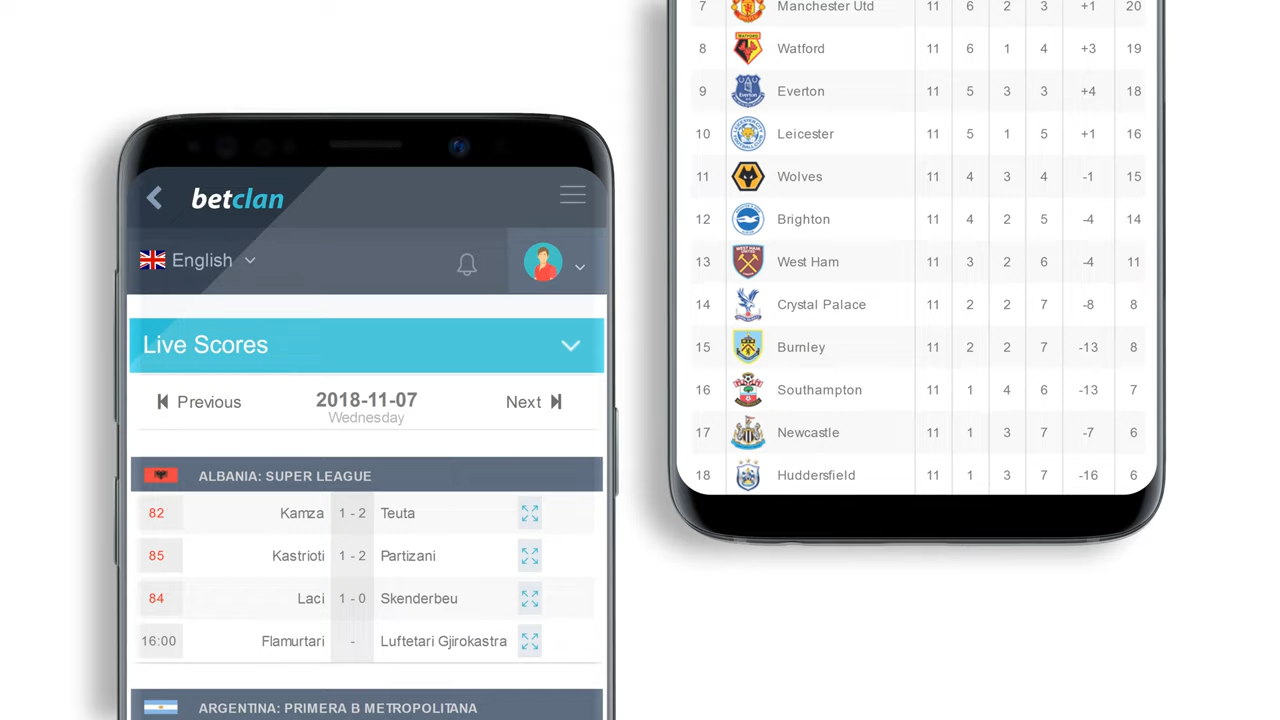 betclan
English
Live Scores
Previous 2018-11-07 Next
Wednesday
ALBANIA: SUPER LEAGUE
82 Kamza 1 - 2 Teuta
85 Kastrioti 1 - 2 Partizani
84 Laci 1 - 0 Skenderbeu
16:00 Flamurtari - Luftetari Gjirokastra
ARGENTINA: PRIMERA B METROPOLITANA
7 Manchester Utd 11 6 2 3 +1 20
8 Watford 11 6 1 4 +3 19
9 Everton 11 5 3 3 +4 18
10 Leicester 11 5 1 5 +1 16
11 Wolves 11 4 3 4 -1 15
12 Brighton 11 4 2 5 -4 14
13 West Ham 11 3 2 6 -4 11
14 Crystal Palace 11 2 2 7 -8 8
15 Burnley 11 2 2 7 -13 8
16 Southampton 11 1 4 6 -13 7
17 Newcastle 11 1 3 7 -7 6
18 Huddersfield 11 1 3 7 -16 6